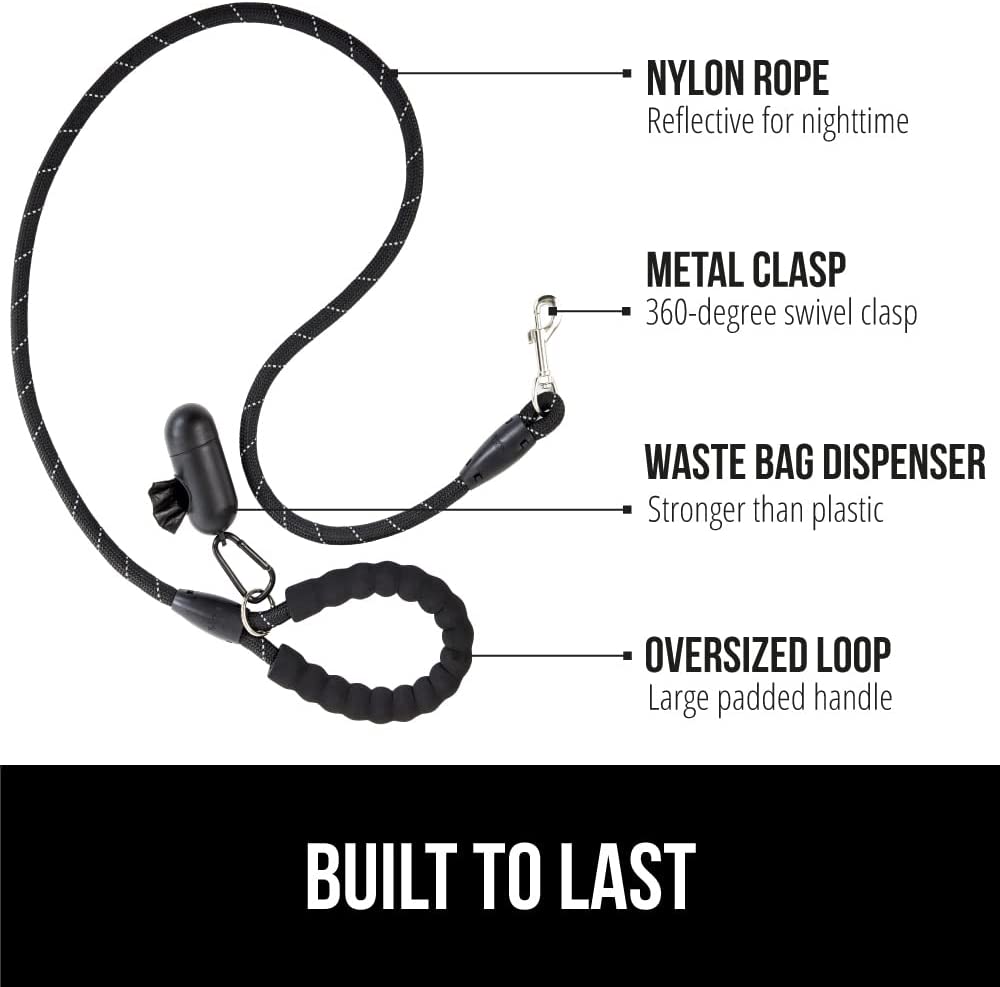 NYLON ROPE
Reflective for nighttime
METAL CLASP
360-degree swivel clasp
WASTE BAG DISPENSER
Stronger than plastic
OVERSIZED LOOP
Large padded handle
BUILT TO LAST